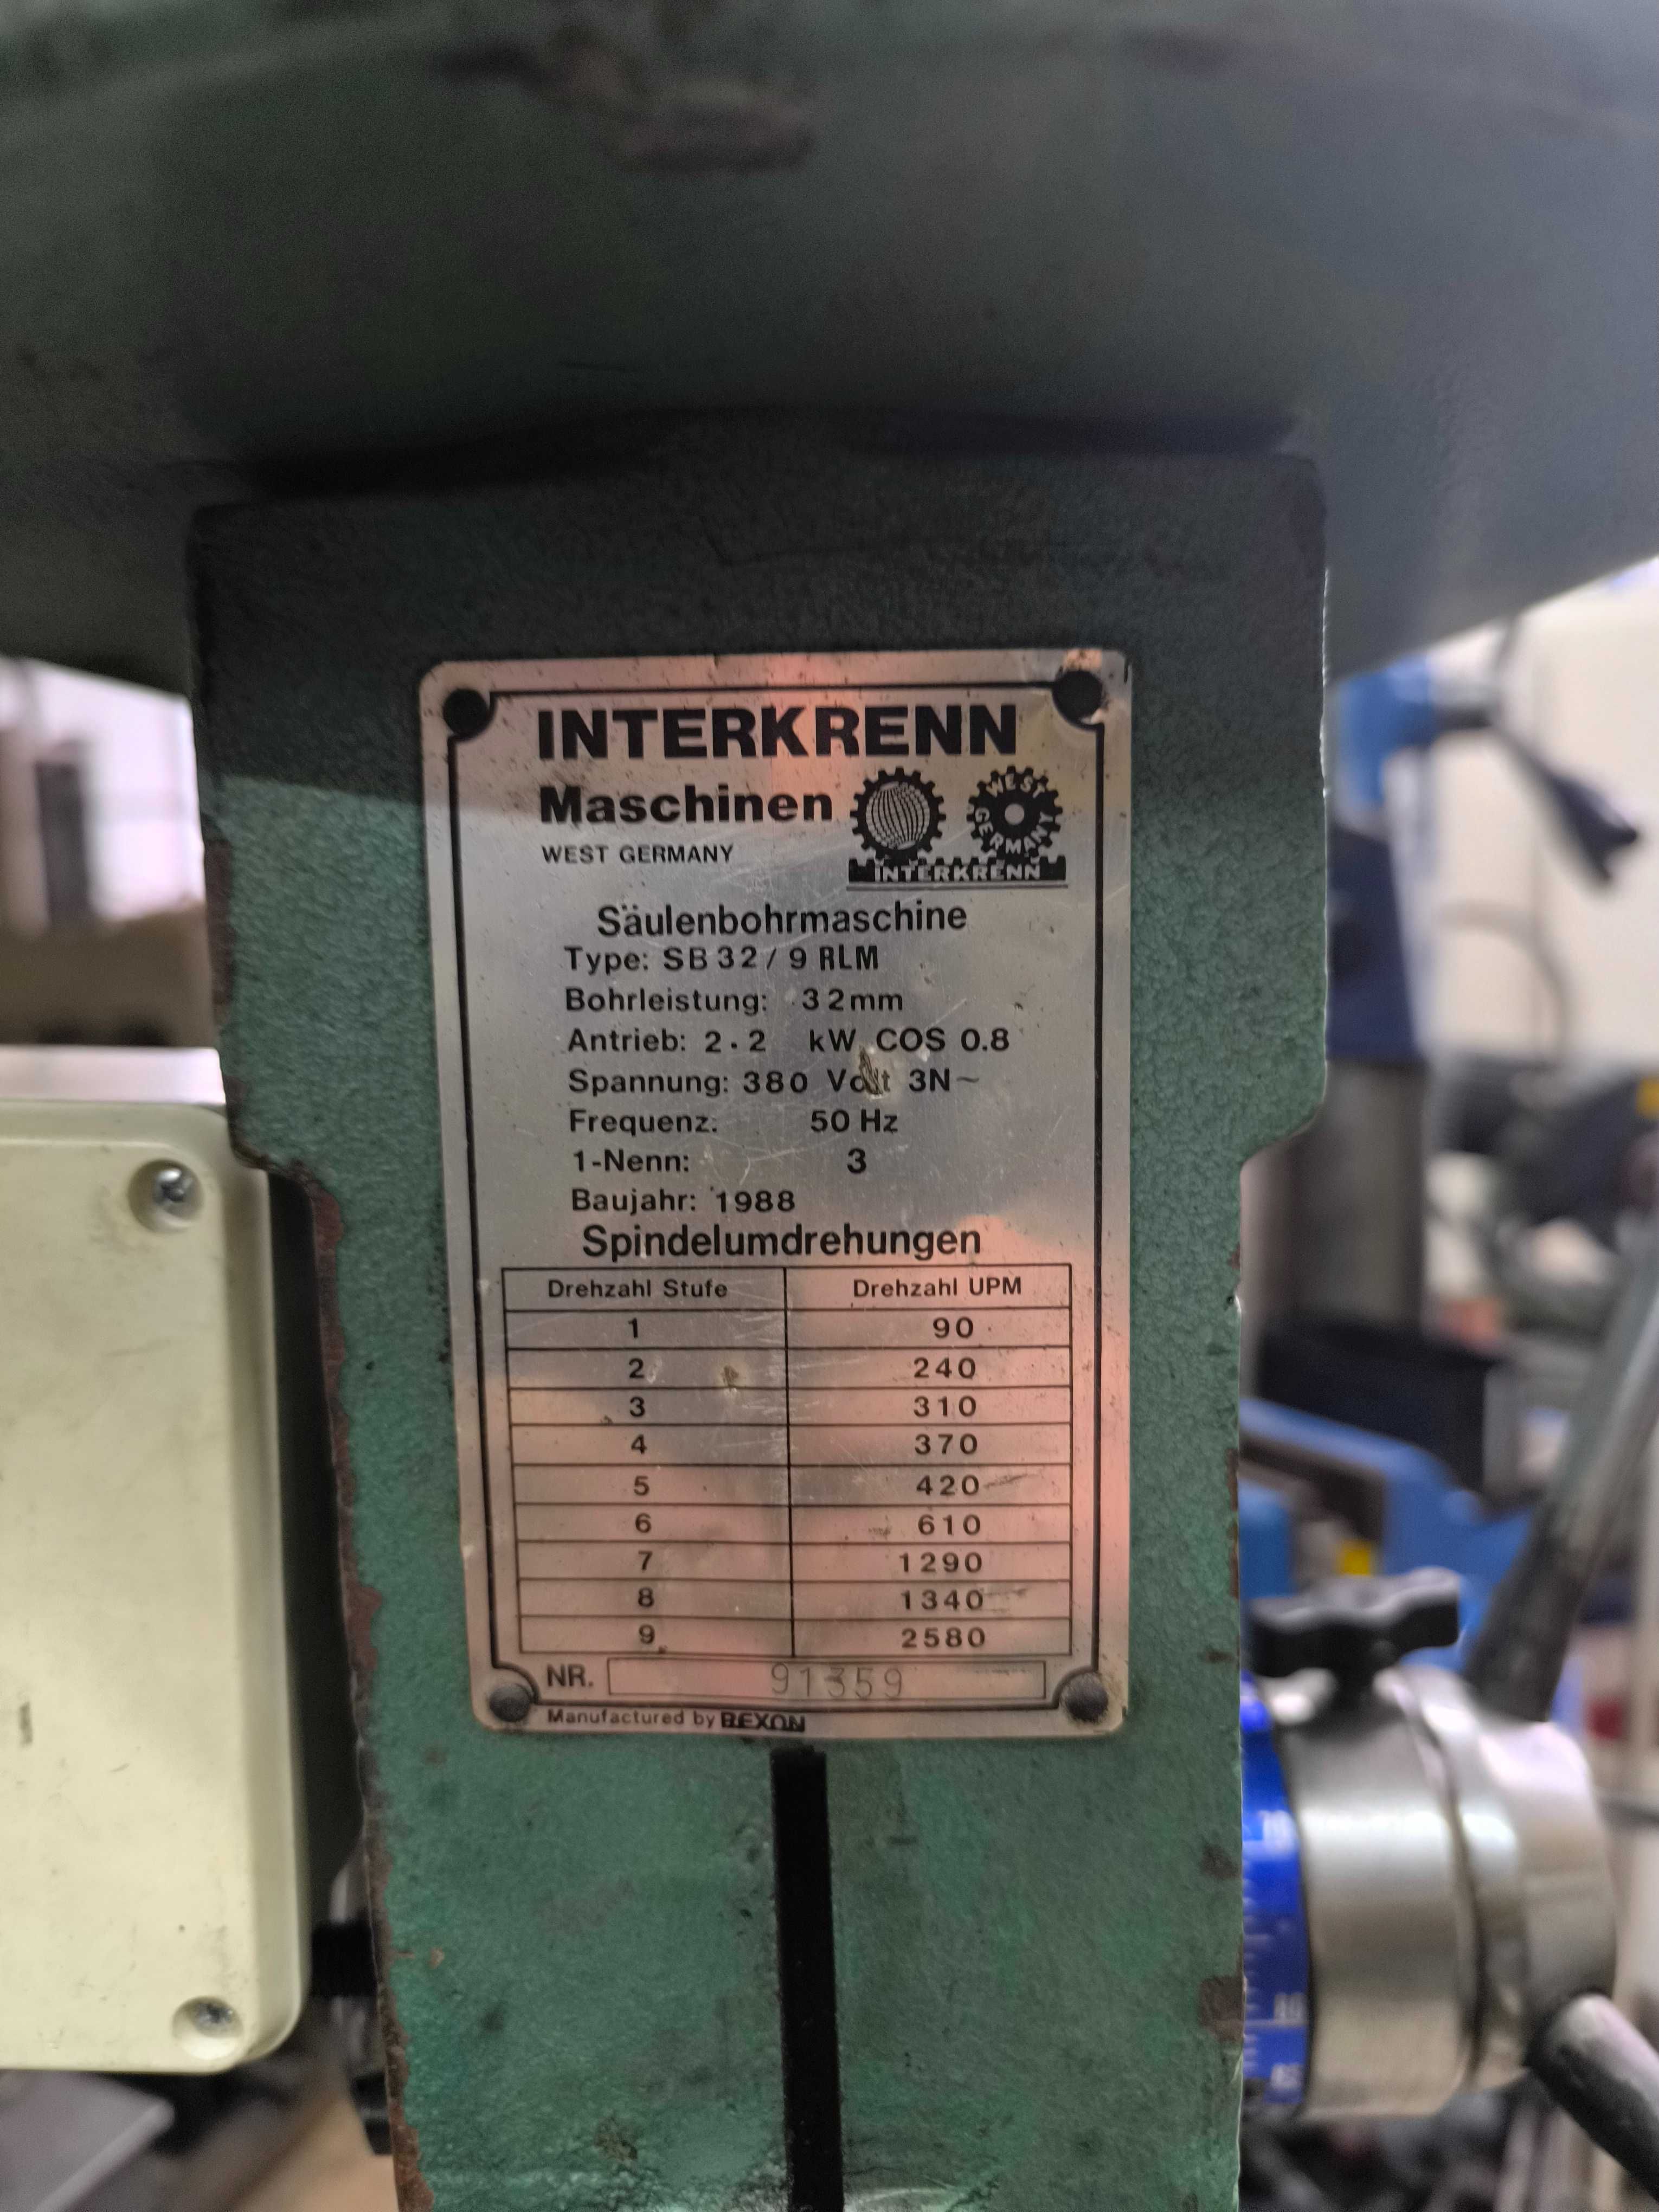 INTERKRENN
Maschinen
WEST GERMANY
WEST GERMANY
INTERKRENN
Säulenbohrmaschine
Type: SB 32 / 9 RLM
Bohrleistung: 32mm
Antrieb: 2.2 kW COS 0.8
Spannung: 380 Volt 3N~
Frequenz: 50 Hz
1-Nenn: 3
Baujahr: 1988
Spindelumdrehungen
Drehzahl Stufe Drehzahl UPM
1 90
2 240
3 310
4 370
5 420
6 610
7 1290
8 1340
9 2580
NR. 91359
Manufactured by REXON
70
80